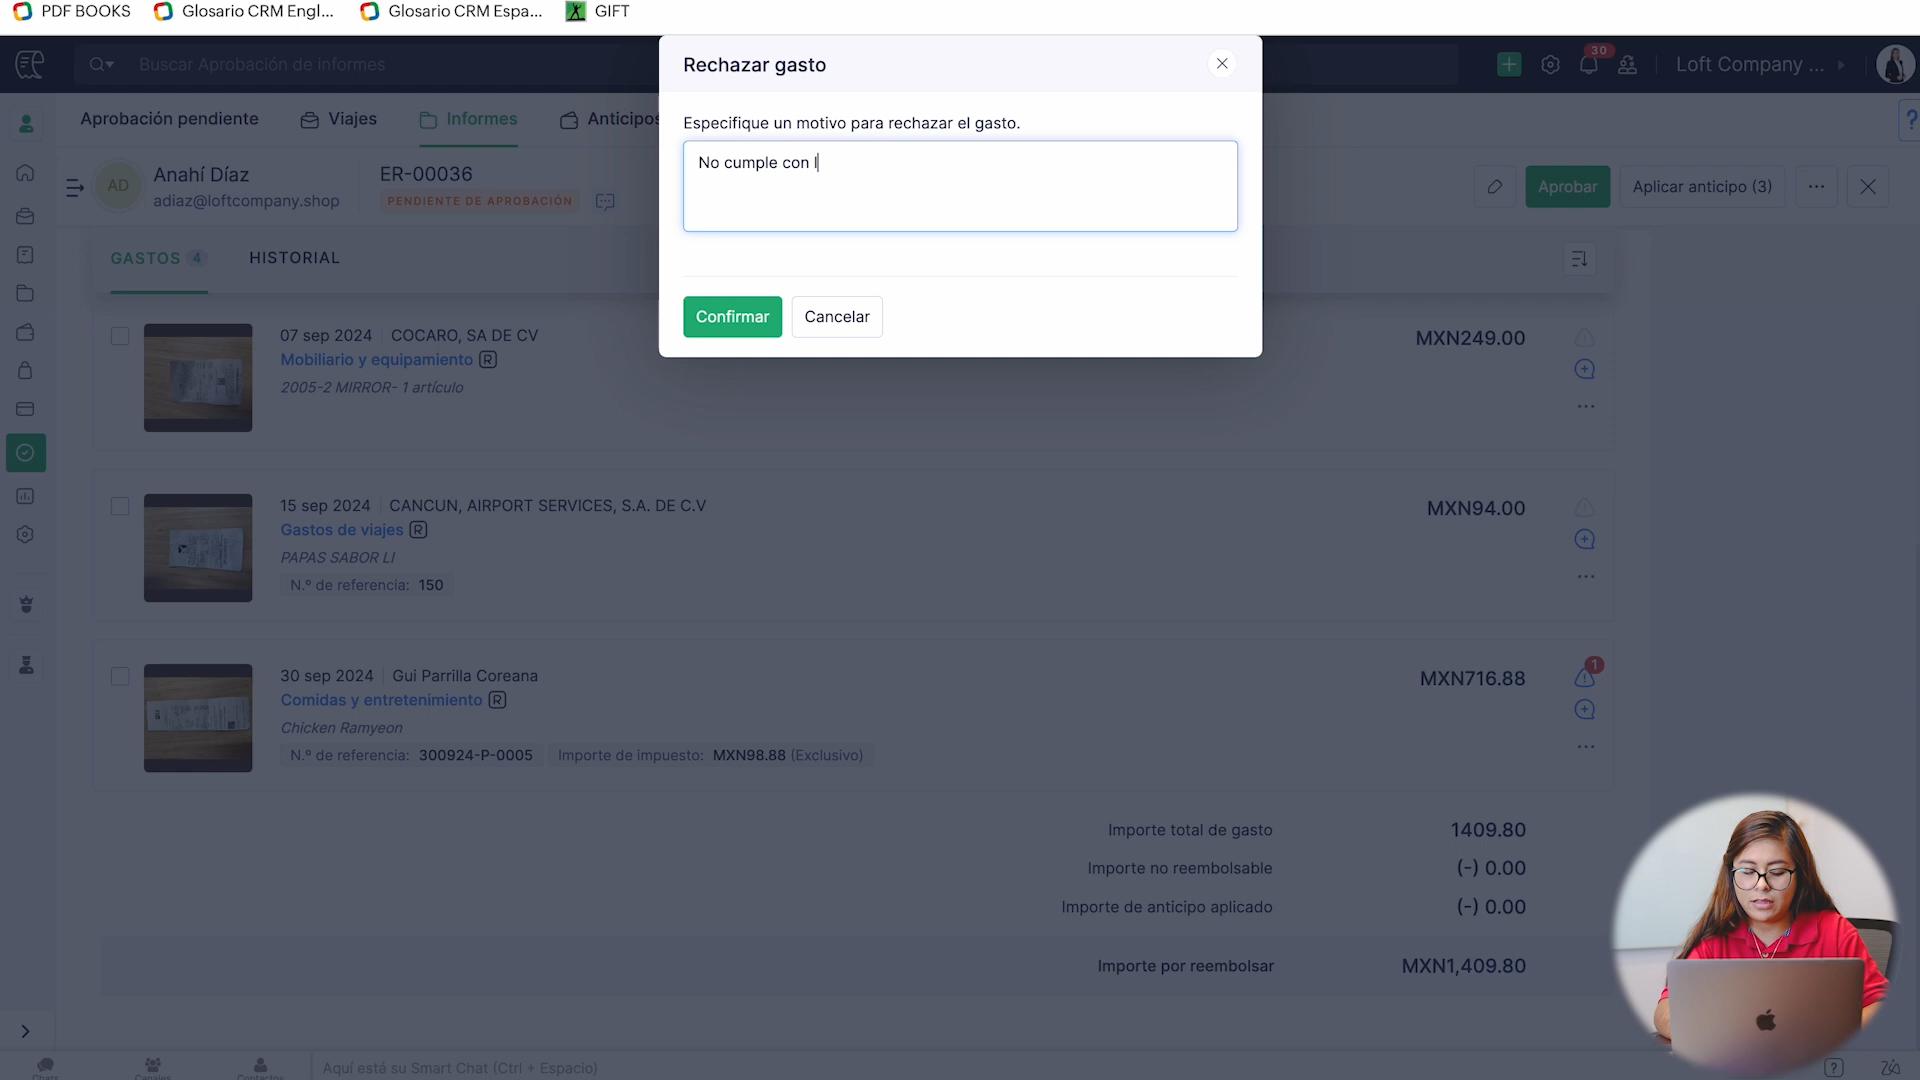 PDF BOOKS
Glosario CRM Engl...
Glosario CRM Espa...
GIFT
Buscar Aprobación de informes
30
Loft Company ...
Rechazar gasto
Especifique un motivo para rechazar el gasto.
No cumple con l
Confirmar
Cancelar
Aprobación pendiente
Viajes
Informes
Anticipos
?
AD
Anahí Díaz
adiaz@loftcompany.shop
ER-00036
PENDIENTE DE APROBACIÓN
Aprobar
Aplicar anticipo (3)
GASTOS 4
HISTORIAL
07 sep 2024 COCARO, SA DE CV
Mobiliario y equipamiento R
2005-2 MIRROR- 1 artículo
MXN249.00
15 sep 2024 CANCUN, AIRPORT SERVICES, S.A. DE C.V
Gastos de viajes R
PAPAS SABOR LI
N.º de referencia: 150
MXN94.00
30 sep 2024 Gui Parrilla Coreana
Comidas y entretenimiento R
Chicken Ramyeon
N.º de referencia: 300924-P-0005 Importe de impuesto: MXN98.88 (Exclusivo)
MXN716.88
1
Importe total de gasto 1409.80
Importe no reembolsable (-) 0.00
Importe de anticipo aplicado (-) 0.00
Importe por reembolsar MXN1,409.80
Chats
Canales
Contactos
Aquí está su Smart Chat (Ctrl + Espacio)
?